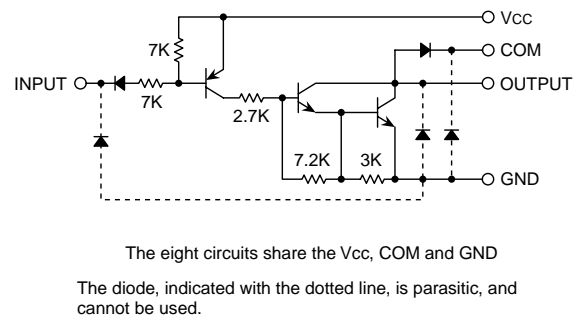 Vcc
7K
COM
INPUT
OUTPUT
7K
2.7K
7.2K
3K
GND
The eight circuits share the Vcc, COM and GND
The diode, indicated with the dotted line, is parasitic, and
cannot be used.